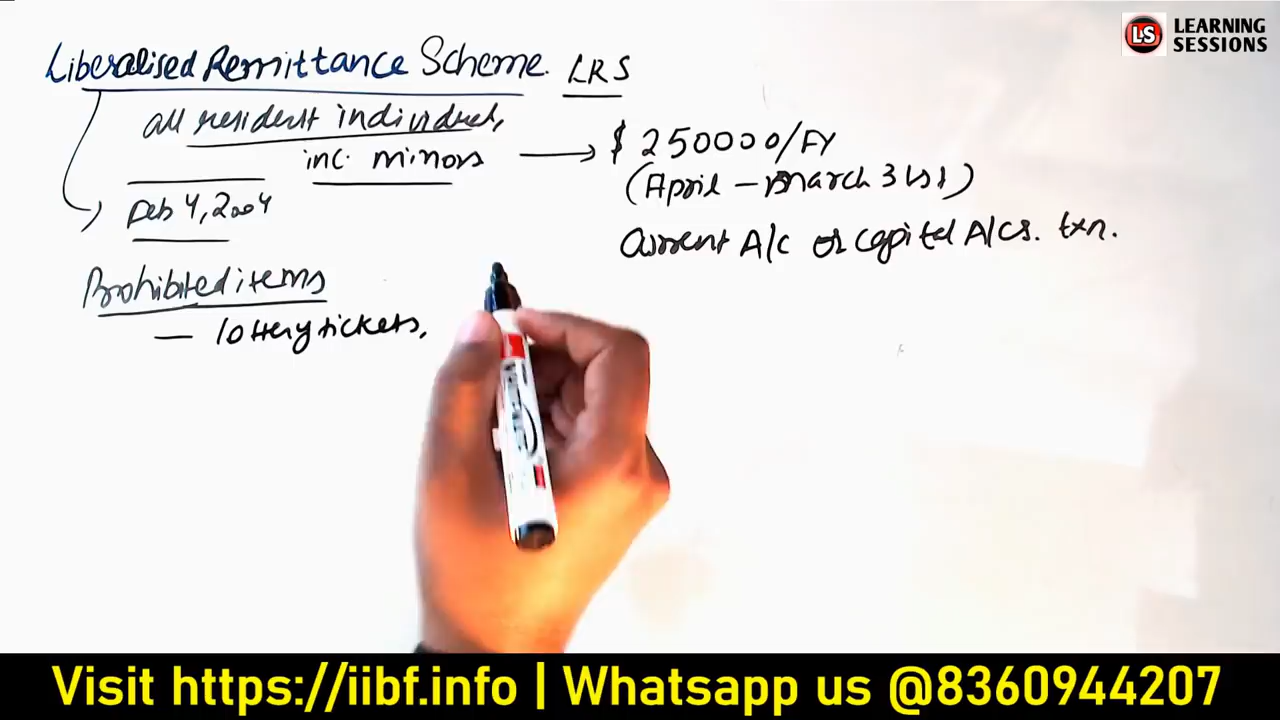 Liberalised Remittance Scheme. LRS
all resident individuals,
inc. minors → $ 250000/FY
(April - March 31st)
Feb 4, 2004
Current A/C or capital A/Cs. txn.
Prohibited items
— lottery tickets,
LS LEARNING SESSIONS
Visit https://iibf.info | Whatsapp us @8360944207